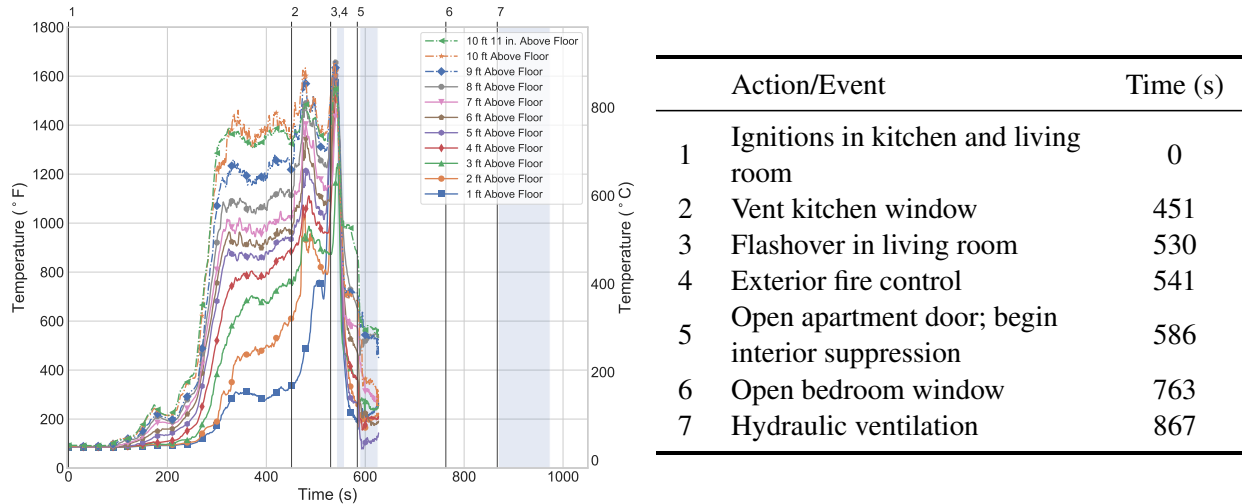 1 2 3,4 5 6 7
1800
1600
1400
1200
1000
800
600
400
200
0
Temperature (°F)
0 200 400 600 800 1000
Time (s)
800
600
400
200
0
Temperature (°C)
10 ft 11 in. Above Floor
10 ft Above Floor
9 ft Above Floor
8 ft Above Floor
7 ft Above Floor
6 ft Above Floor
5 ft Above Floor
4 ft Above Floor
3 ft Above Floor
2 ft Above Floor
1 ft Above Floor
Action/Event Time (s)
1 Ignitions in kitchen and living
room 0
2 Vent kitchen window 451
3 Flashover in living room 530
4 Exterior fire control 541
5 Open apartment door; begin
interior suppression 586
6 Open bedroom window 763
7 Hydraulic ventilation 867